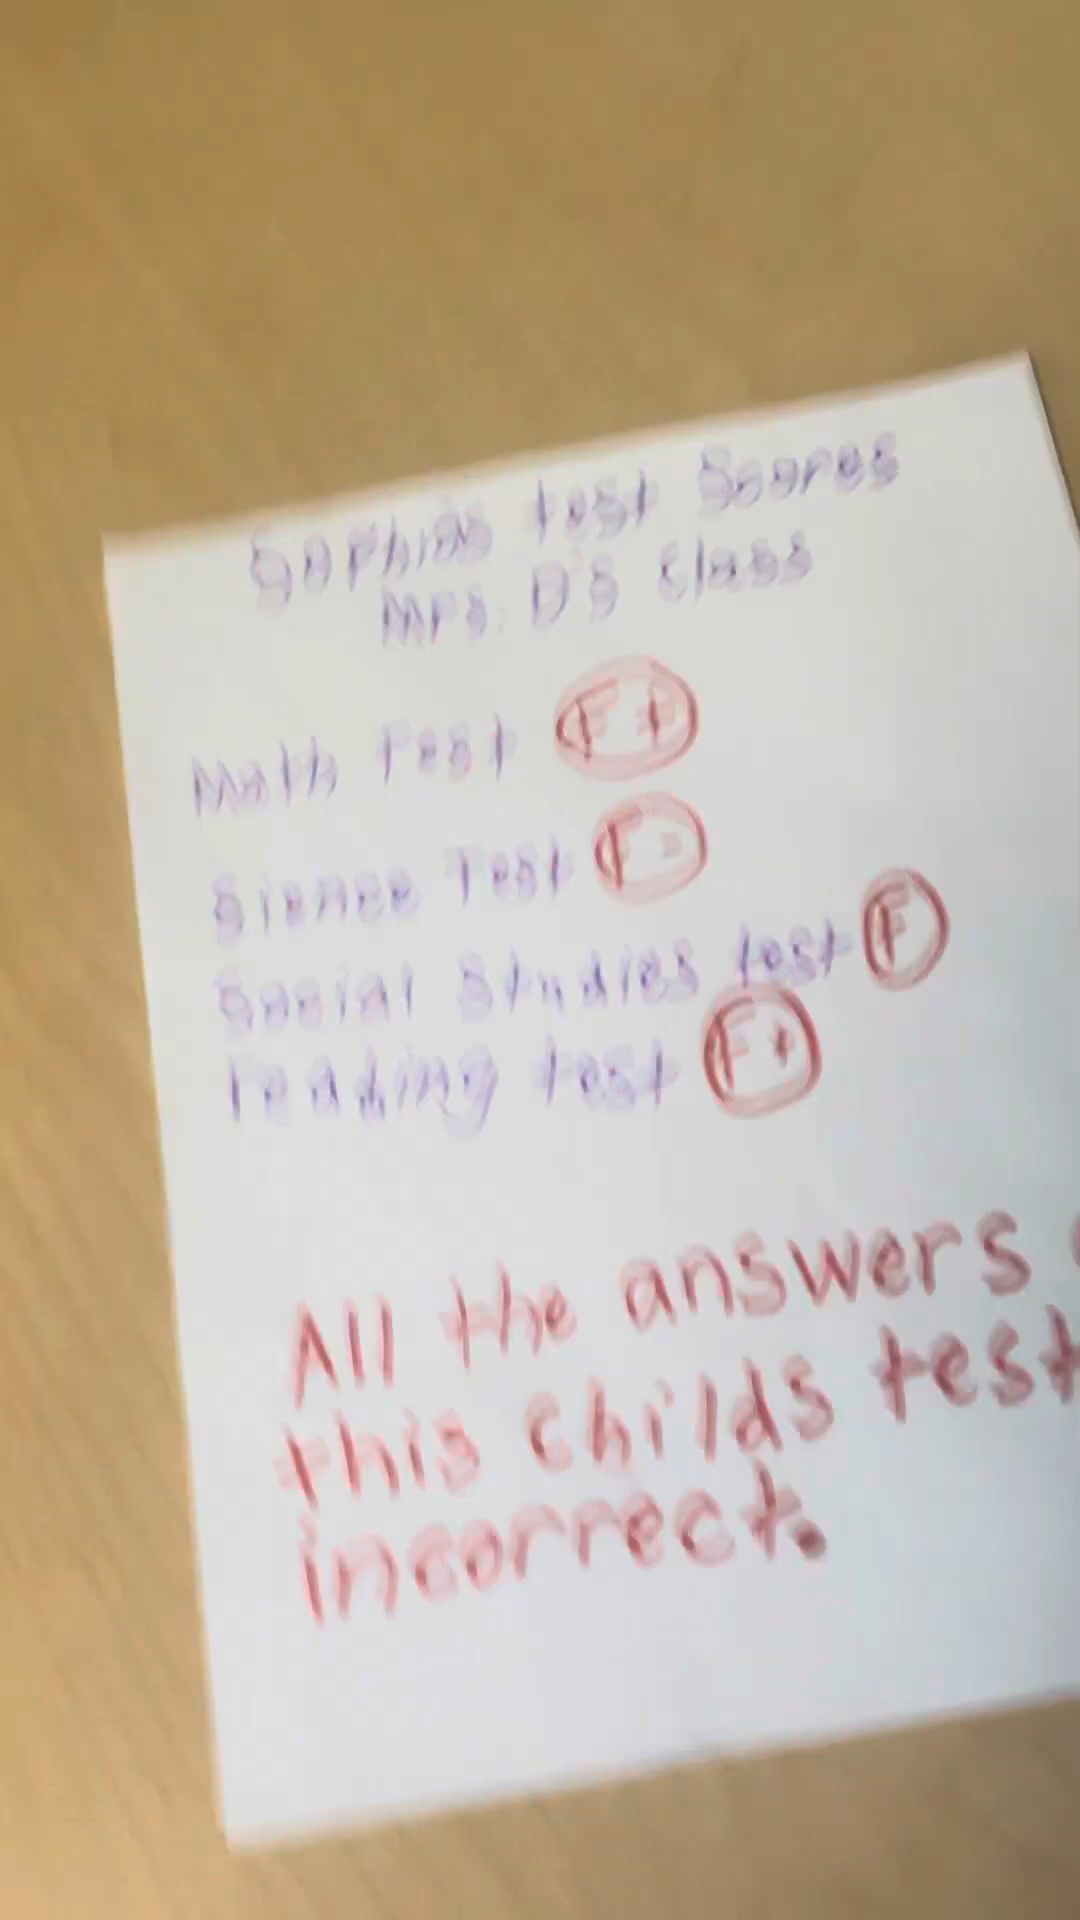 Sophias test Scores
Mrs. D's Class
Math Test F+
Sience Test F-
Social Studies test F
reading test F+
All the answers
this childs test
incorrect.